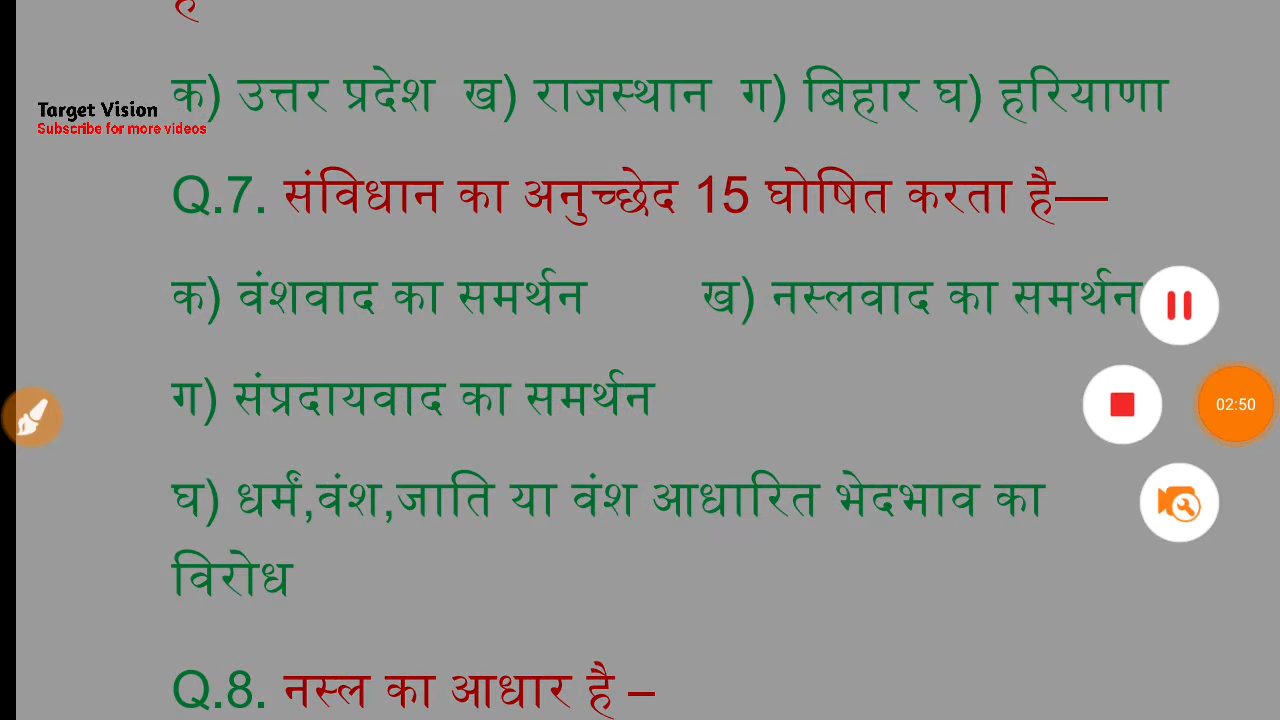 है
क) उत्तर प्रदेश ख) राजस्थान ग) बिहार घ) हरियाणा
Target Vision
Subscribe for more videos
Q.7. संविधान का अनुच्छेद 15 घोषित करता है—
क) वंशवाद का समर्थन ख) नस्लवाद का समर्थन
ग) संप्रदायवाद का समर्थन
घ) धर्मं,वंश,जाति या वंश आधारित भेदभाव का
विरोध
02:50
Q.8. नस्ल का आधार है –